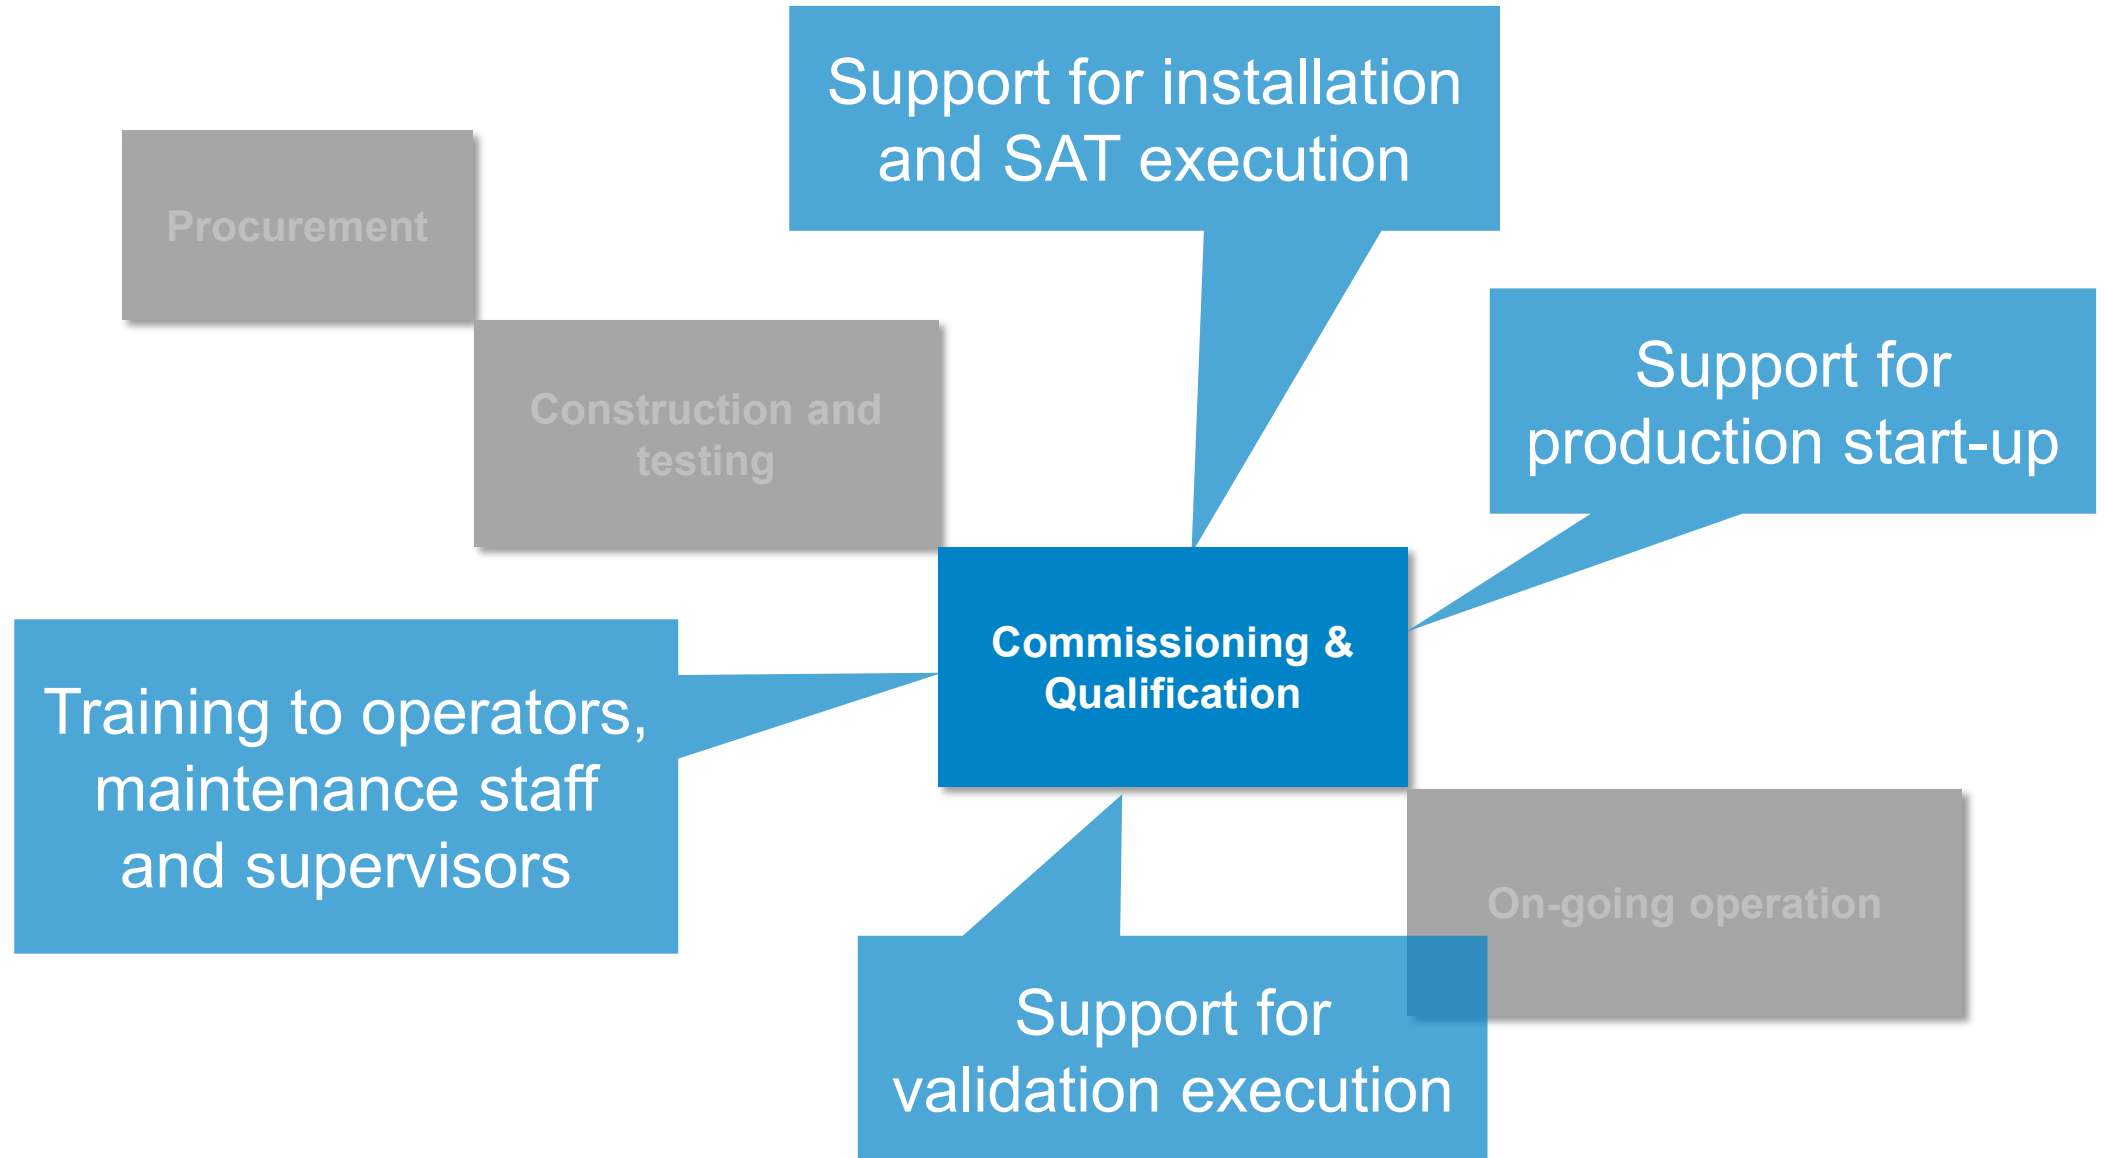 Support for installation
and SAT execution
Procurement
Support for
production start-up
Construction and
testing
Commissioning &
Qualification
Training to operators,
maintenance staff
and supervisors
On-going operation
Support for
validation execution